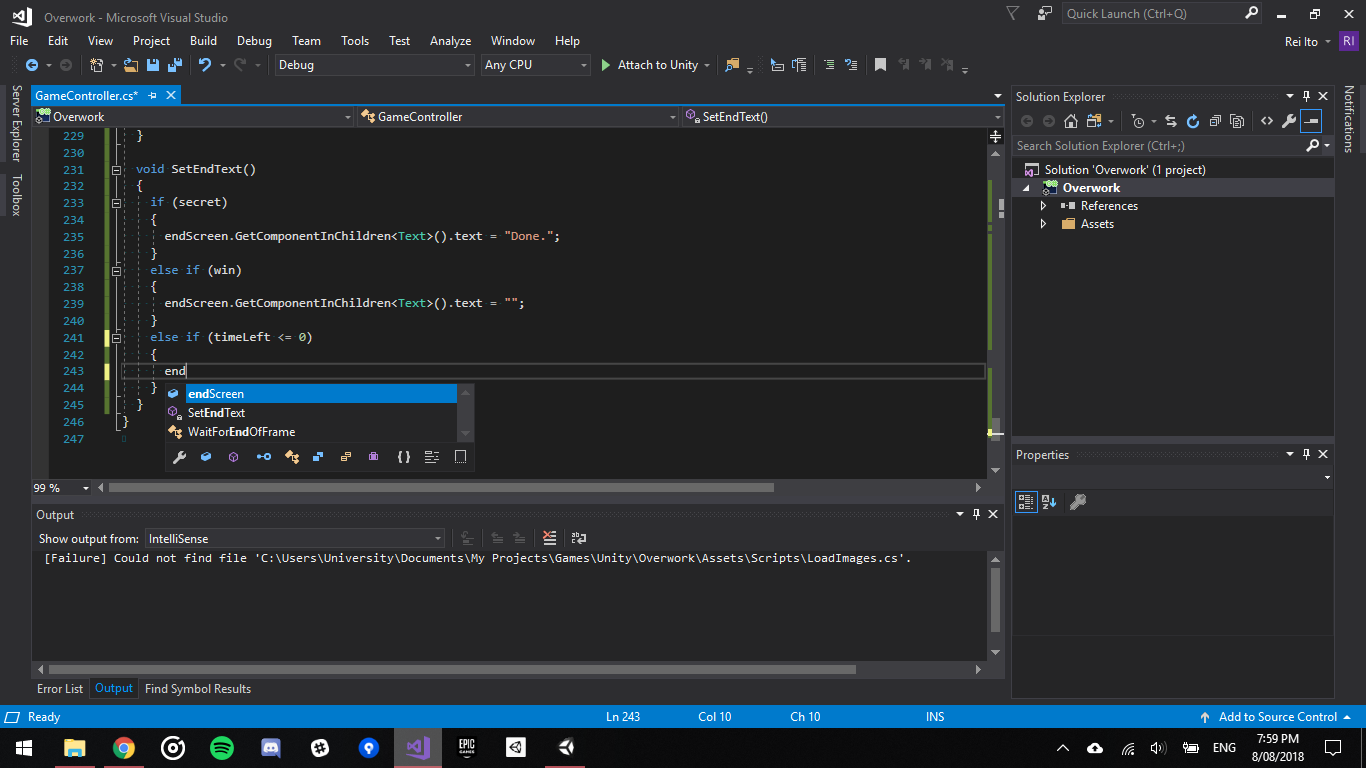 Overwork - Microsoft Visual Studio
Quick Launch (Ctrl+Q)
File Edit View Project Build Debug Team Tools Test Analyze Window Help
Rei Ito RI
Debug Any CPU Attach to Unity
Server Explorer
Toolbox
GameController.cs*
Overwork GameController SetEndText()
229 }
230
231 void SetEndText()
232 {
233 if (secret)
234 {
235 endScreen.GetComponentInChildren<Text>().text = "Done.";
236 }
237 else if (win)
238 {
239 endScreen.GetComponentInChildren<Text>().text = "";
240 }
241 else if (timeLeft <= 0)
242 {
243 end
244 }
245 }
246 }
247
endScreen
SetEndText
WaitForEndOfFrame
99 %
Output
Show output from: IntelliSense
[Failure] Could not find file 'C:\Users\University\Documents\My Projects\Games\Unity\Overwork\Assets\Scripts\LoadImages.cs'.
Error List Output Find Symbol Results
Solution Explorer
Search Solution Explorer (Ctrl+;)
Solution 'Overwork' (1 project)
Overwork
References
Assets
Properties
Notifications
Ready Ln 243 Col 10 Ch 10 INS Add to Source Control
EPIC
GAMES
ENG
7:59 PM
8/08/2018